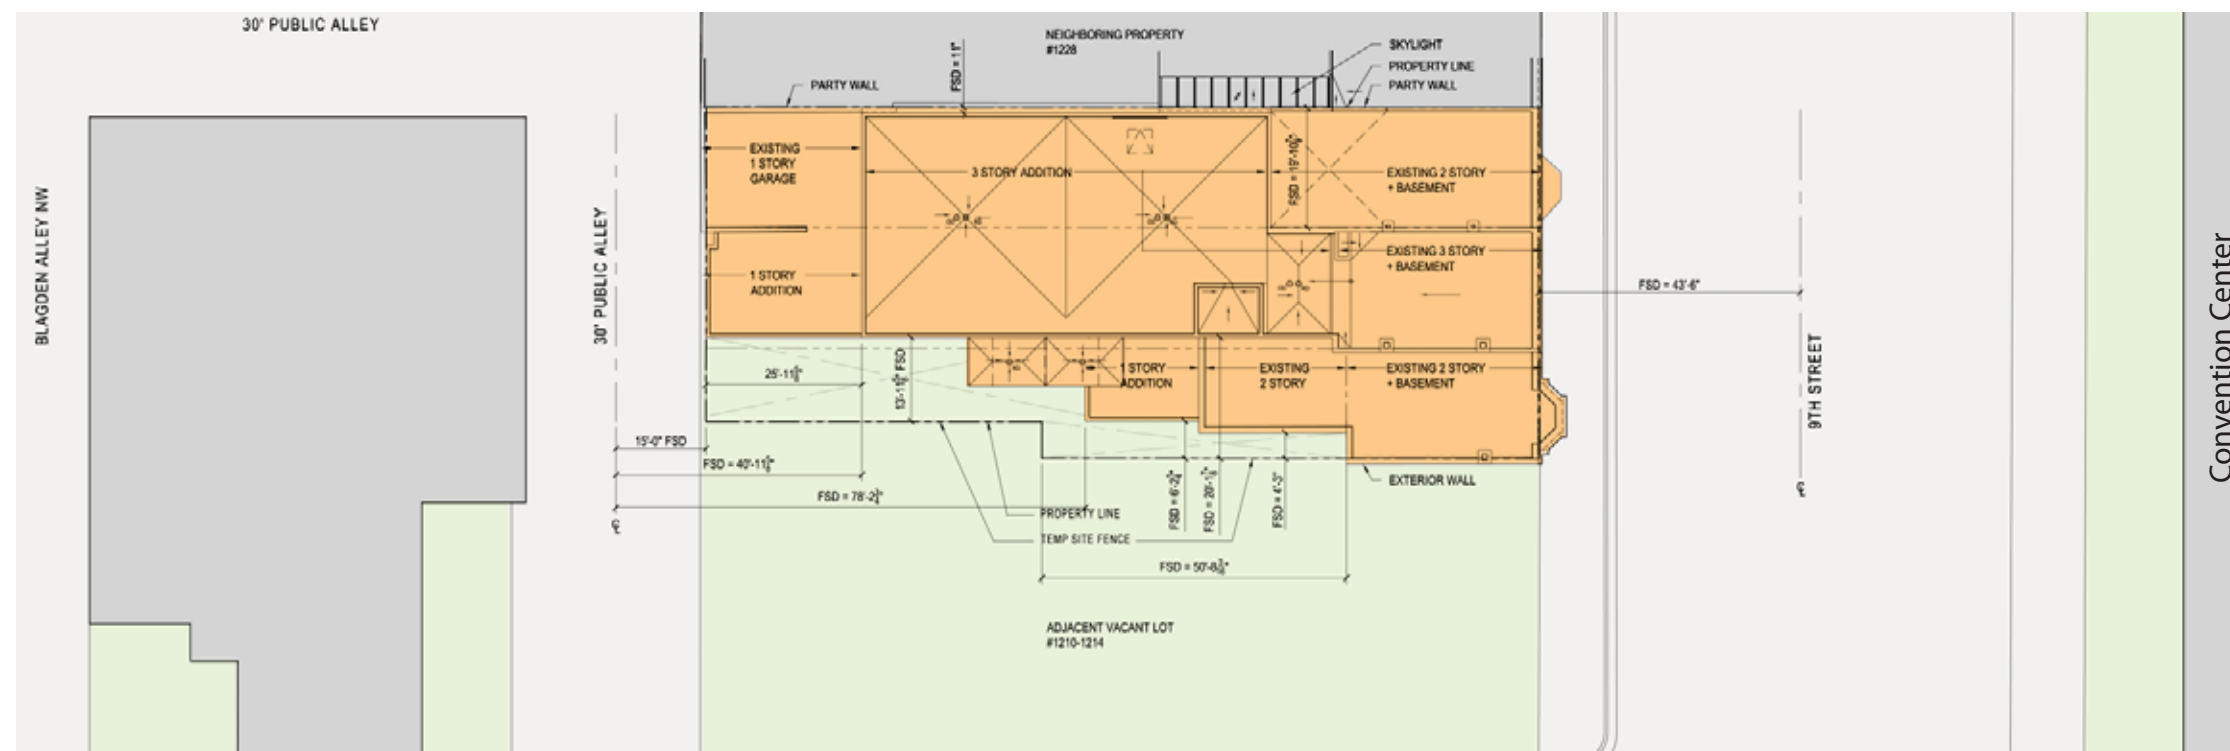 30' PUBLIC ALLEY
NEIGHBORING PROPERTY
#1228
SKYLIGHT
PROPERTY LINE
PARTY WALL
PARTY WALL
FSD = 11"
EXISTING
1 STORY
GARAGE
3 STORY ADDITION
EXISTING 2 STORY
+ BASEMENT
BLAGDEN ALLEY NW
30' PUBLIC ALLEY
1 STORY
ADDITION
EXISTING 3 STORY
+ BASEMENT
FSD = 43'-6"
Convention Center
9TH STREET
1 STORY
ADDITION
EXISTING
2 STORY
EXISTING 2 STORY
+ BASEMENT
15'-0" FSD
FSD = 4'-3"
EXTERIOR WALL
PROPERTY LINE
TEMP SITE FENCE
ADJACENT VACANT LOT
#1210-1214